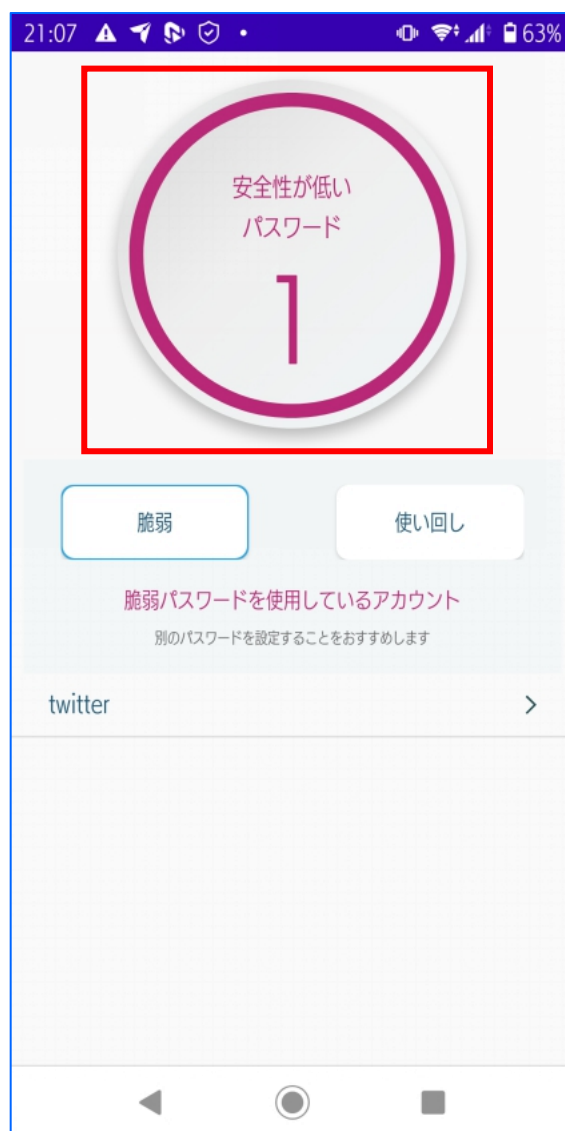 21:07
63%
安全性が低い
パスワード
1
脆弱
使い回し
脆弱パスワードを使用しているアカウント
別のパスワードを設定することをおすすめします
twitter